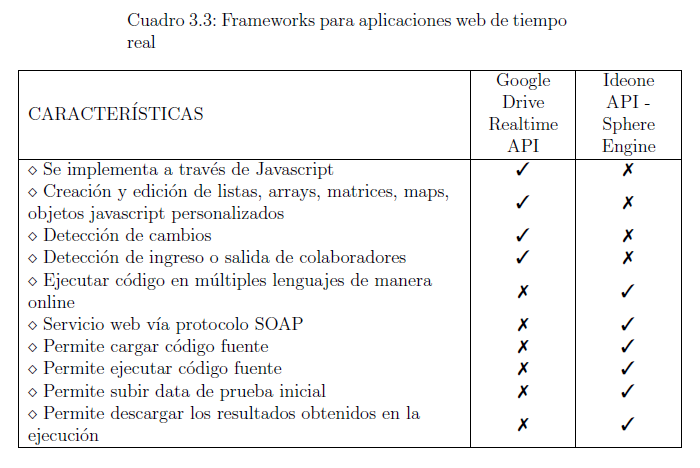 Cuadro 3.3: Frameworks para aplicaciones web de tiempo
real
CARACTERÍSTICAS
Google
Drive
Realtime
API
Ideone
API -
Sphere
Engine
⋄ Se implementa a través de Javascript ✓ ✗
⋄ Creación y edición de listas, arrays, matrices, maps,
objetos javascript personalizados ✓ ✗
⋄ Detección de cambios ✓ ✗
⋄ Detección de ingreso o salida de colaboradores ✓ ✗
⋄ Ejecutar código en múltiples lenguajes de manera
online ✗ ✓
⋄ Servicio web vía protocolo SOAP ✗ ✓
⋄ Permite cargar código fuente ✗ ✓
⋄ Permite ejecutar código fuente ✗ ✓
⋄ Permite subir data de prueba inicial ✗ ✓
⋄ Permite descargar los resultados obtenidos en la
ejecución ✗ ✓